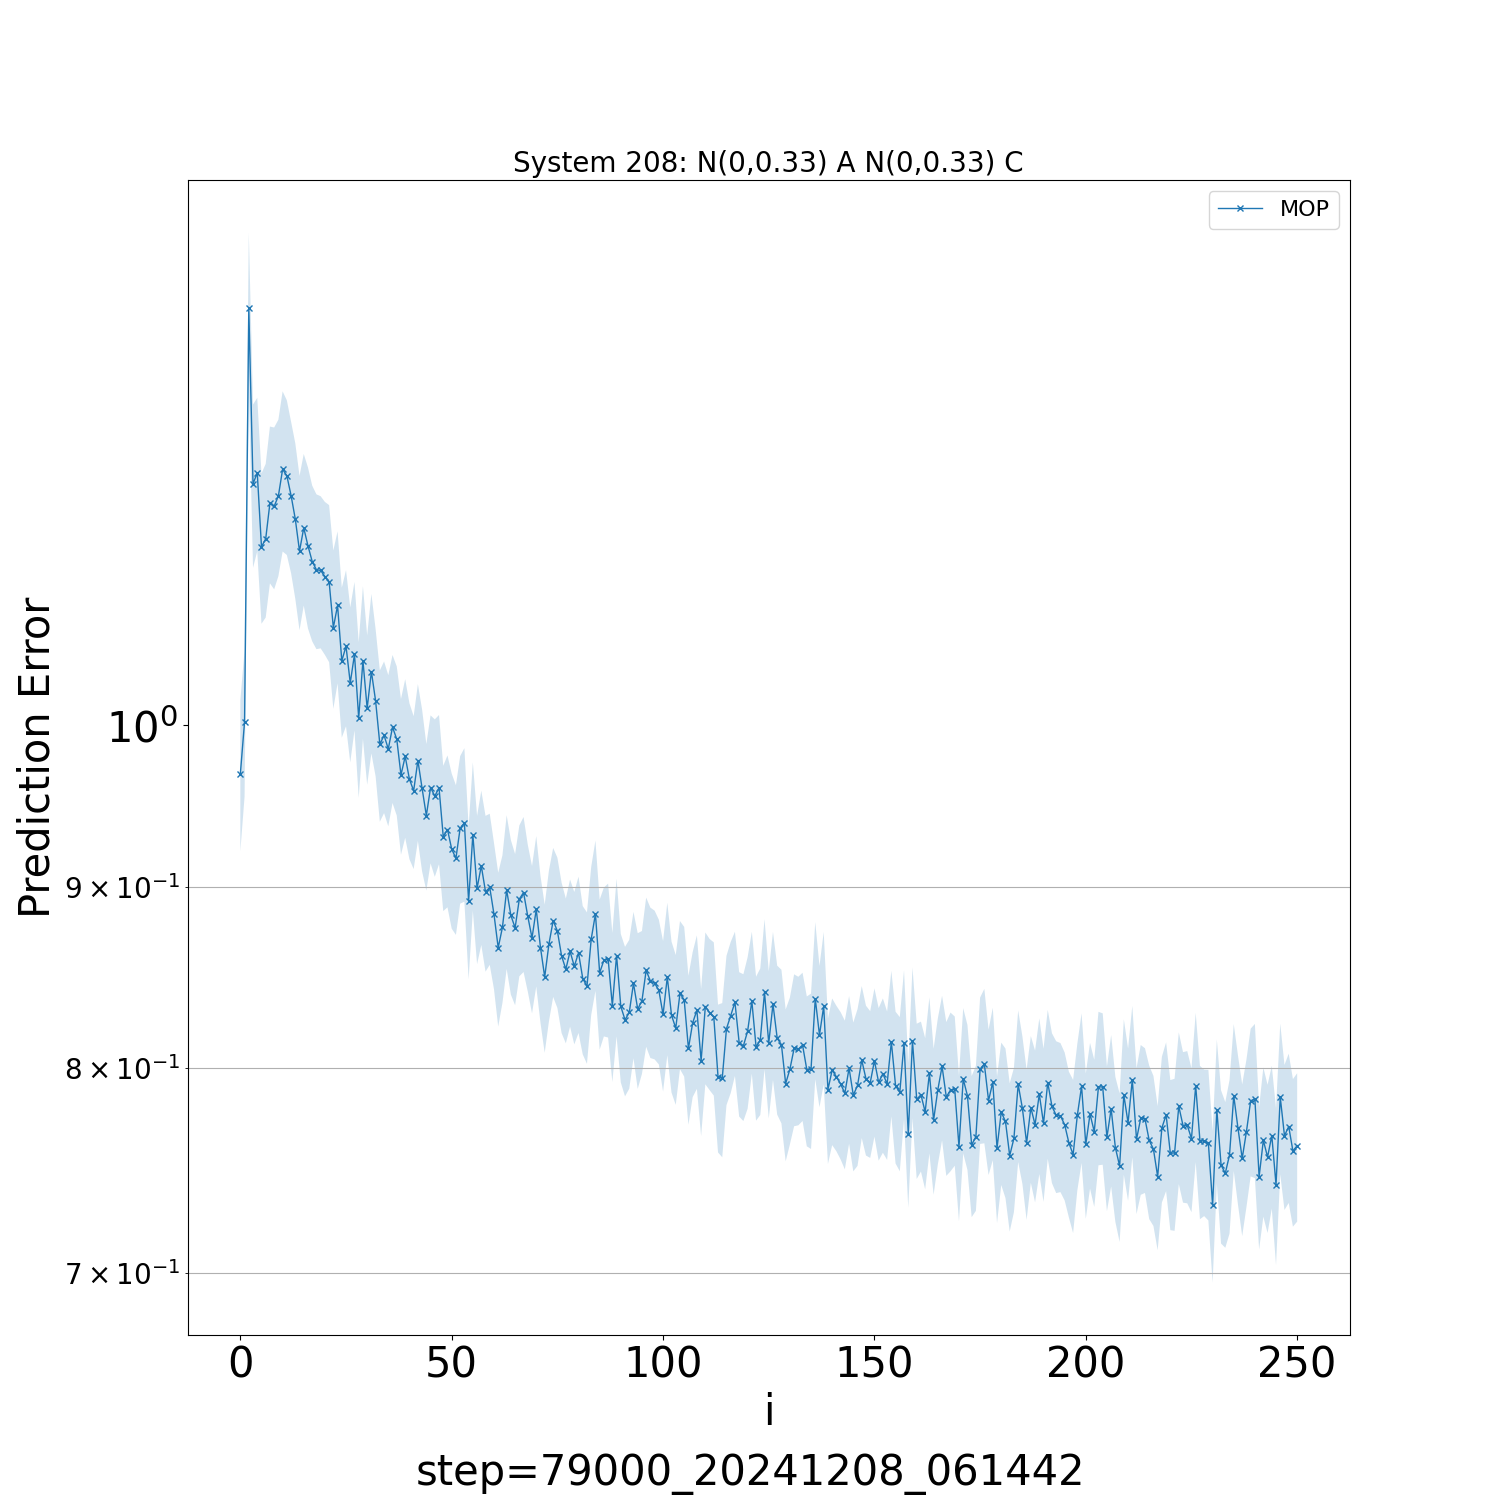 System 208: N(0,0.33) A N(0,0.33) C
MOP
Prediction Error
10⁰
9 × 10⁻¹
8 × 10⁻¹
7 × 10⁻¹
0 50 100 150 200 250
i
step=79000_20241208_061442